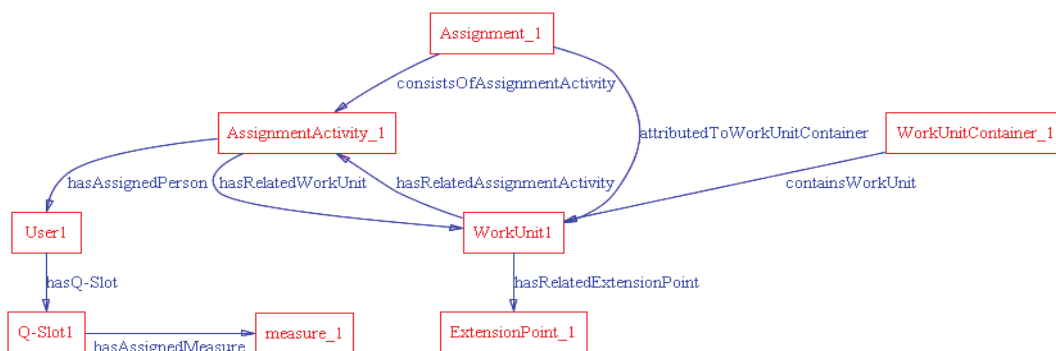 Assignment_1
consistsOfAssignmentActivity
AssignmentActivity_1
attributedToWorkUnitContainer
WorkUnitContainer_1
hasAssignedPerson
hasRelatedWorkUnit
hasRelatedAssignmentActivity
containsWorkUnit
User1
WorkUnit1
hasQ-Slot
hasRelatedExtensionPoint
Q-Slot1
measure_1
ExtensionPoint_1
hasAssignedMeasure